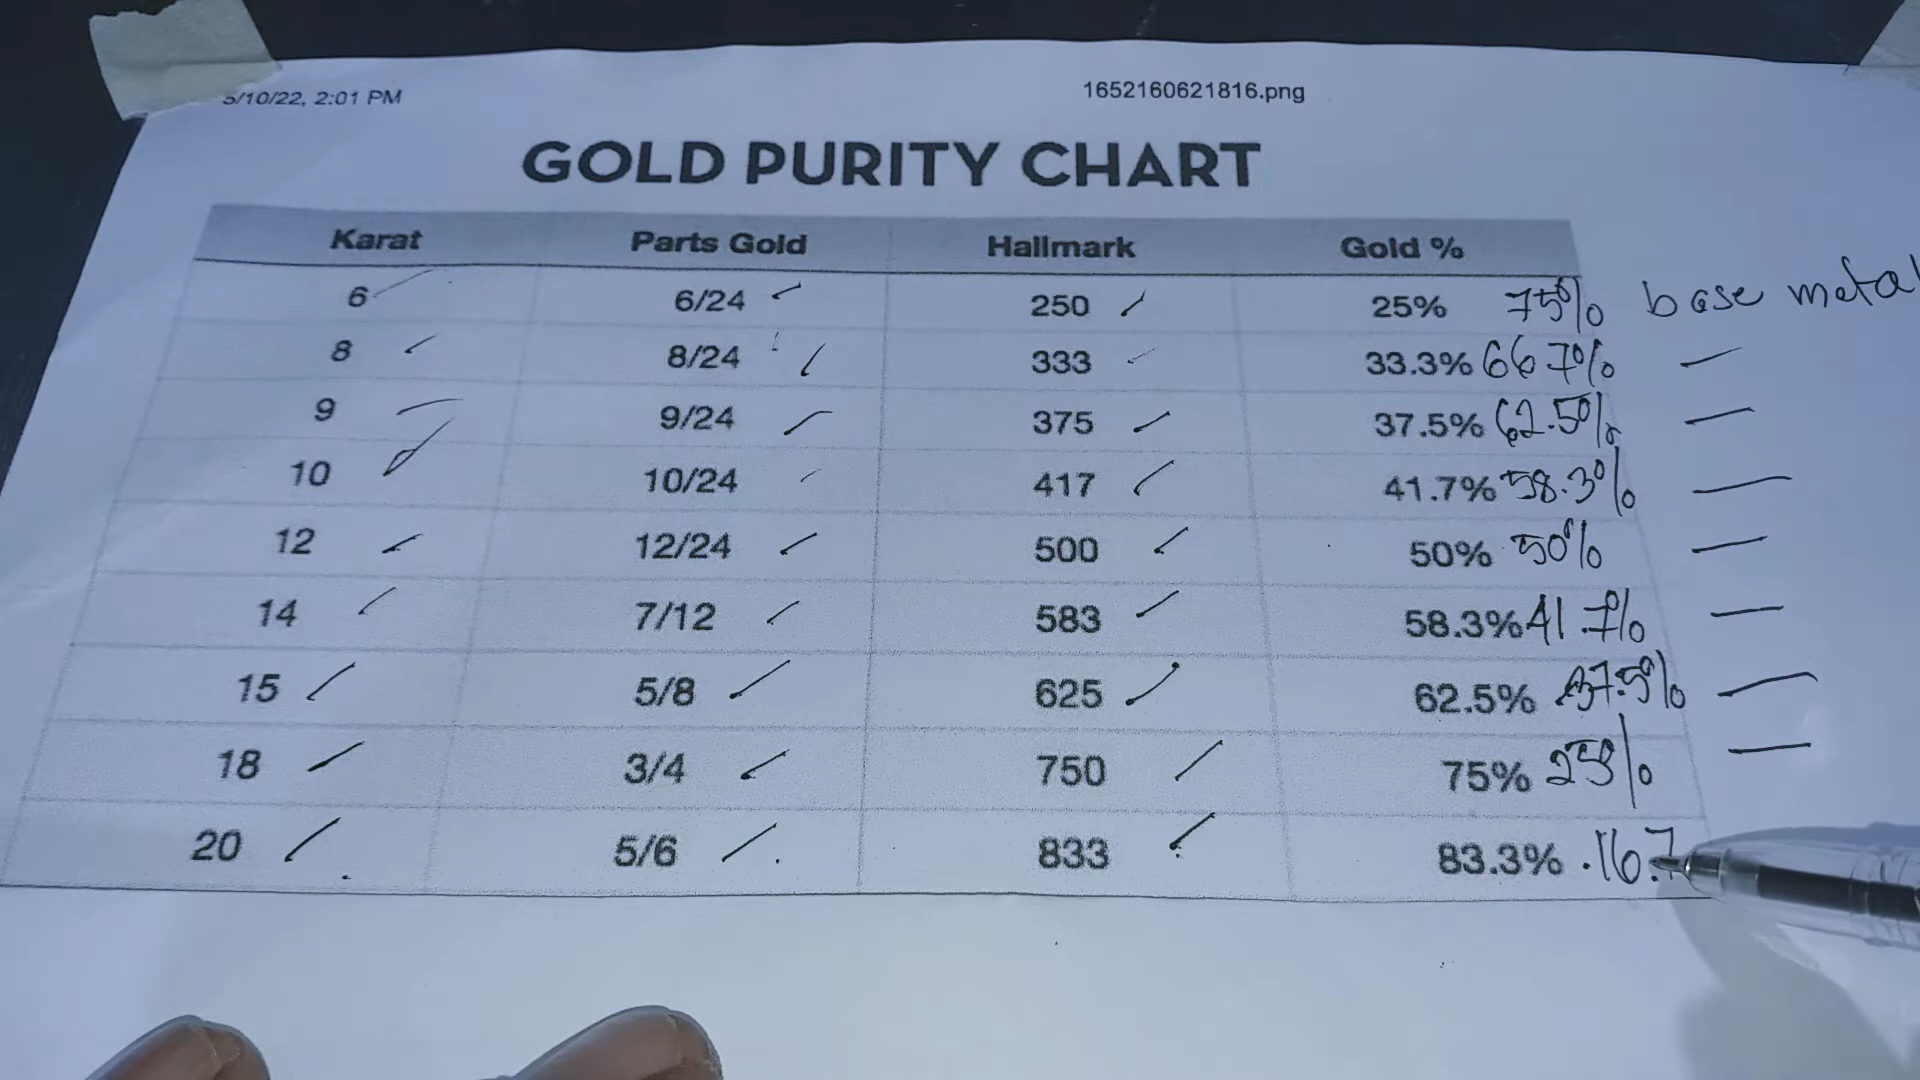 5/10/22, 2:01 PM 1652160621816.png
GOLD PURITY CHART
Karat Parts Gold Hallmark Gold %
6 6/24 250 25% 75% base metal
8 8/24 333 33.3% 66.7%
9 9/24 375 37.5% 62.5%
10 10/24 417 41.7% 58.3%
12 12/24 500 50% 50%
14 7/12 583 58.3% 41.7%
15 5/8 625 62.5% 37.5%
18 3/4 750 75% 25%
20 5/6 833 83.3% 16.7